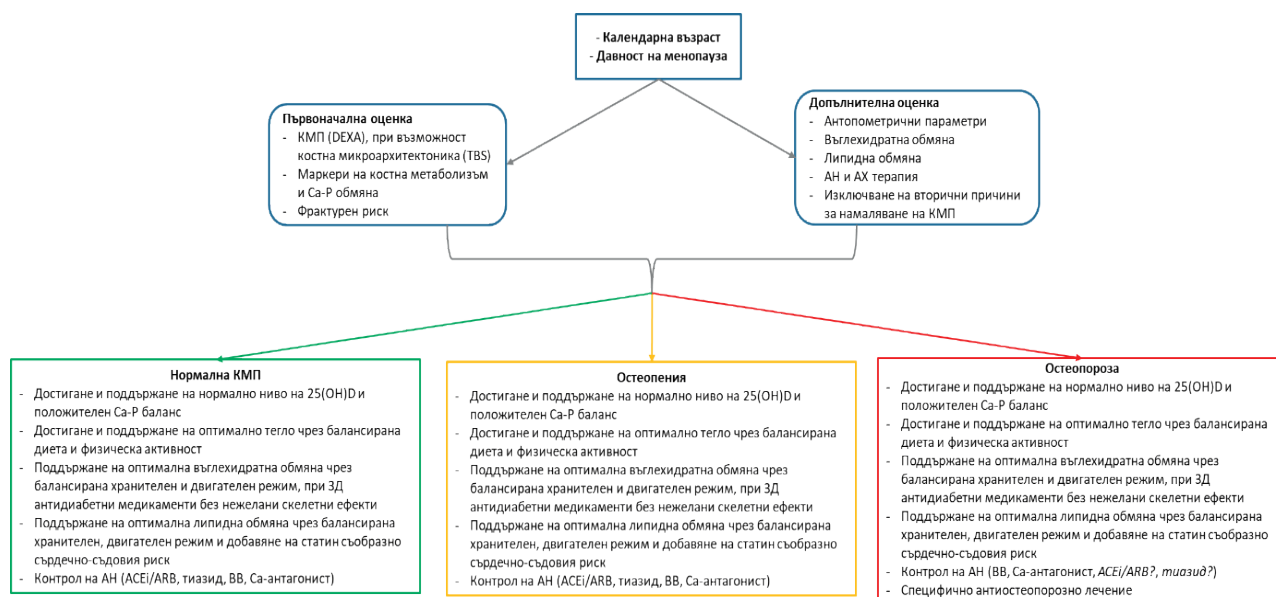 - Календарна възраст
- Давност на менопауза
Първоначална оценка
- КМП (DEXA), при възможност
костна микроархитектоника (TBS)
- Маркери на костна метаболизъм
и Ca-P обмяна
- Фрактурен риск
Допълнителна оценка
- Антопометрични параметри
- Въглехидратна обмяна
- Липидна обмяна
- АН и АХ терапия
- Изключване на вторични причини
за намаляване на КМП
Нормална КМП
- Достигане и поддържане на нормално ниво на 25(OH)D и
положителен Ca-P баланс
- Достигане и поддържане на оптимално тегло чрез балансирана
диета и физическа активност
- Поддържане на оптимална въглехидратна обмяна чрез
балансирана хранителен и двигателен режим, при ЗД
антидиабетни медикаменти без нежелани скелетни ефекти
- Поддържане на оптимална липидна обмяна чрез балансирана
хранителен, двигателен режим и добавяне на статин съобразно
сърдечно-съдовия риск
- Контрол на АН (ACEi/ARB, тиазид, BB, Ca-антагонист)
Остеопения
- Достигане и поддържане на нормално ниво на 25(OH)D и
положителен Ca-P баланс
- Достигане и поддържане на оптимално тегло чрез балансирана
диета и физическа активност
- Поддържане на оптимална въглехидратна обмяна чрез
балансирана хранителен и двигателен режим, при ЗД
антидиабетни медикаменти без нежелани скелетни ефекти
- Поддържане на оптимална липидна обмяна чрез балансирана
хранителен, двигателен режим и добавяне на статин съобразно
сърдечно-съдовия риск
- Контрол на АН (ACEi/ARB, тиазид, BB, Ca-антагонист)
Остеопороза
- Достигане и поддържане на нормално ниво на 25(OH)D и
положителен Ca-P баланс
- Достигане и поддържане на оптимално тегло чрез балансирана
диета и физическа активност
- Поддържане на оптимална въглехидратна обмяна чрез
балансирана хранителен и двигателен режим, при ЗД
антидиабетни медикаменти без нежелани скелетни ефекти
- Поддържане на оптимална липидна обмяна чрез балансирана
хранителен, двигателен режим и добавяне на статин съобразно
сърдечно-съдовия риск
- Контрол на АН (BB, Ca-антагонист, ACEi/ARB?, тиазид?)
- Специфично антиостеопорозно лечение